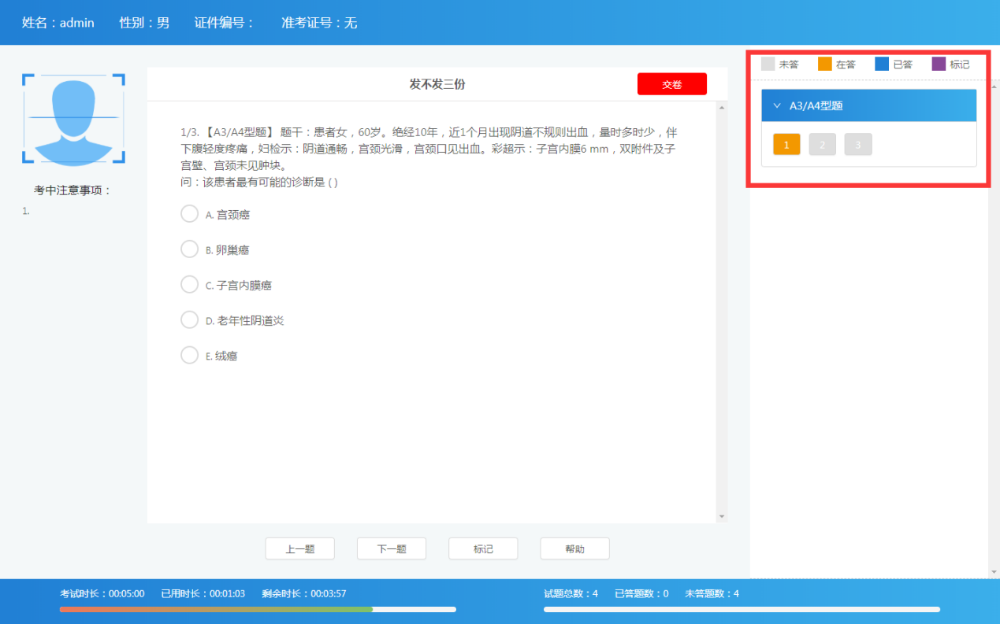 姓名：admin 性别：男 证件编号： 准考证号：无
考中注意事项：
1.
发不发三份 交卷
1/3. 【A3/A4型题】 题干：患者女，60岁。绝经10年，近1个月出现阴道不规则出血，量时多时少，伴
下腹轻度疼痛，妇检示：阴道通畅，宫颈光滑，宫颈口见出血。彩超示：子宫内膜6 mm，双附件及子
宫壁、宫颈未见肿块。
问：该患者最有可能的诊断是 ( )
A. 宫颈癌
B. 卵巢癌
C. 子宫内膜癌
D. 老年性阴道炎
E. 绒癌
上一题 下一题 标记 帮助
未答 在答 已答 标记
A3/A4型题
1 2 3
考试时长：00:05:00 已用时长：00:01:03 剩余时长：00:03:57
试题总数：4 已答题数：0 未答题数：4